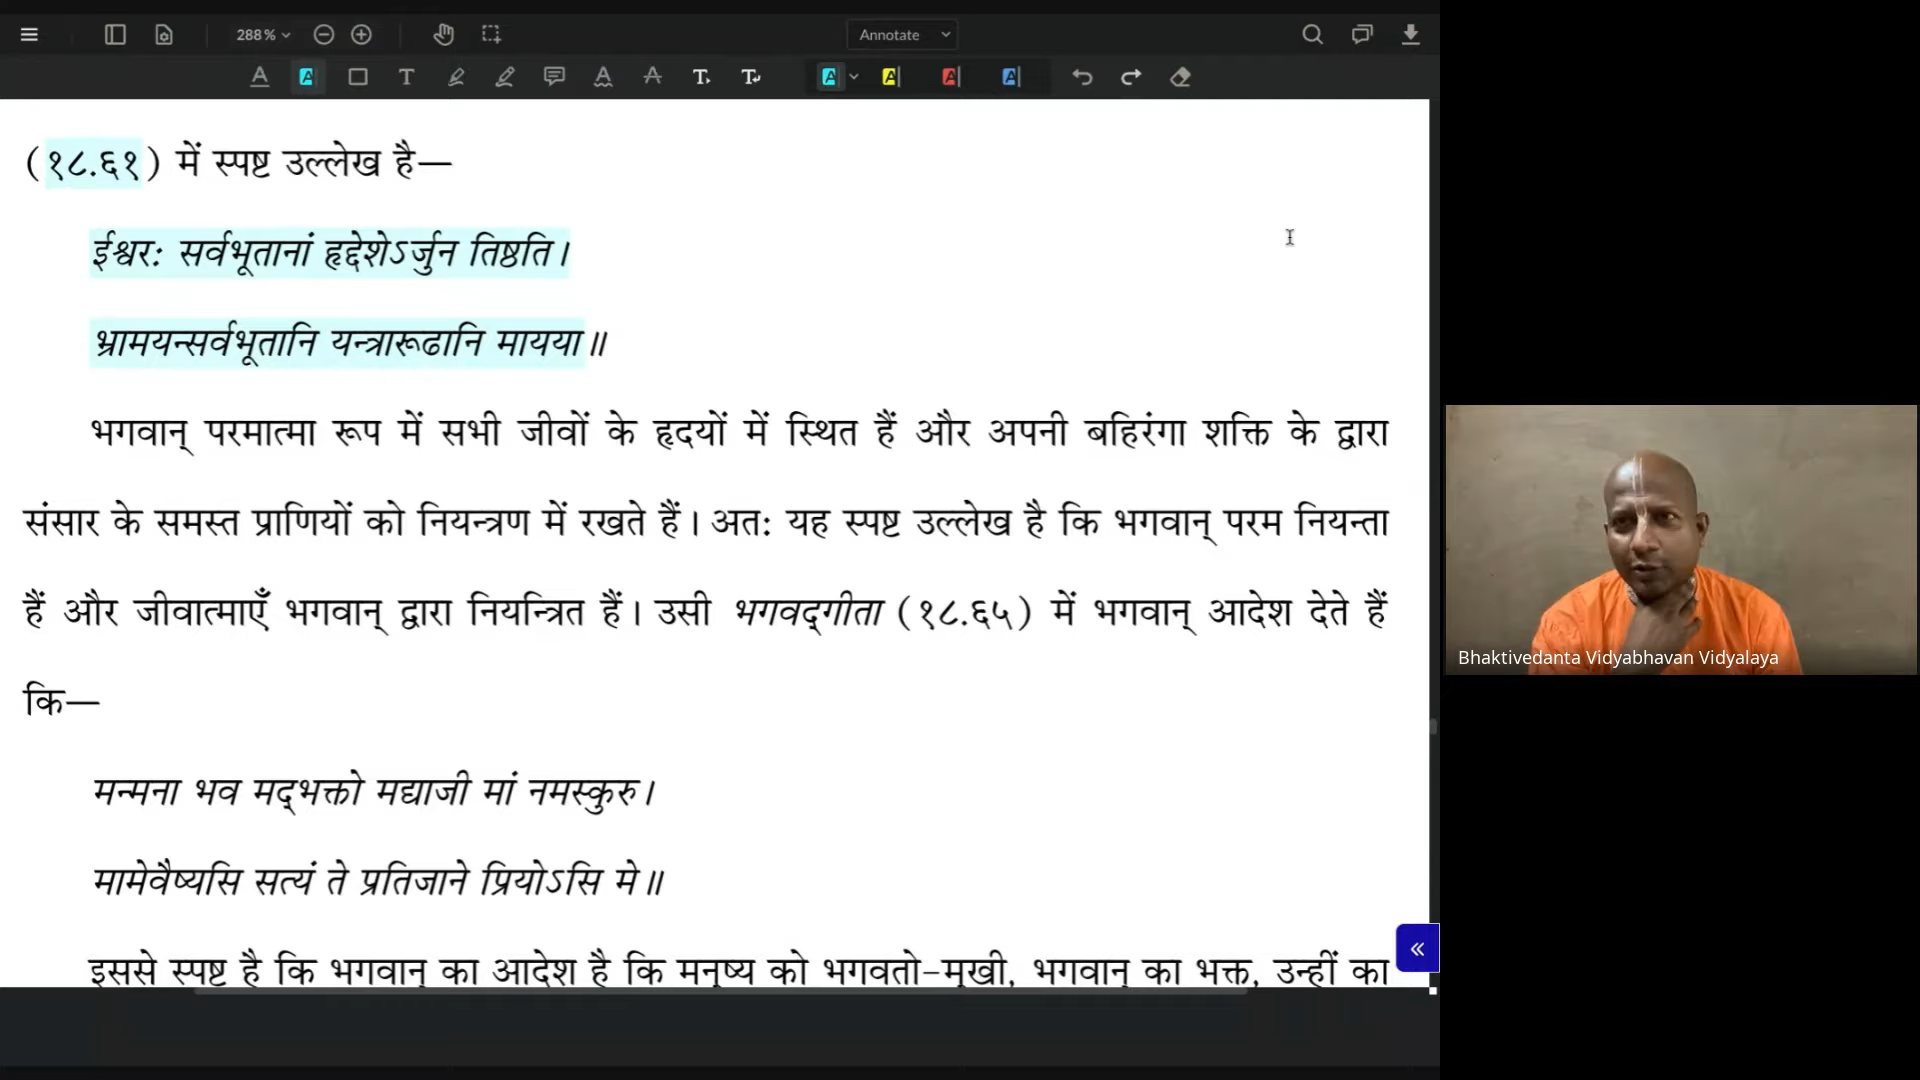 288%
Annotate
(१८.६१) में स्पष्ट उल्लेख है—
ईश्वरः सर्वभूतानां हृद्देशेऽर्जुन तिष्ठति।
भ्रामयन्सर्वभूतानि यन्त्रारूढानि मायया॥
भगवान् परमात्मा रूप में सभी जीवों के हृदयों में स्थित हैं और अपनी बहिरंगा शक्ति के द्वारा
संसार के समस्त प्राणियों को नियन्त्रण में रखते हैं। अतः यह स्पष्ट उल्लेख है कि भगवान् परम नियन्ता
हैं और जीवात्माएँ भगवान् द्वारा नियन्त्रित हैं। उसी भगवद्‌गीता (१८.६५) में भगवान् आदेश देते हैं
कि—
मन्मना भव मद्‌भक्तो मद्याजी मां नमस्कुरु।
मामेवैष्यसि सत्यं ते प्रतिजाने प्रियोऽसि मे॥
इससे स्पष्ट है कि भगवान् का आदेश है कि मनुष्य को भगवतो-मुखी, भगवान् का भक्त, उन्हीं का
Bhaktivedanta Vidyabhavan Vidyalaya